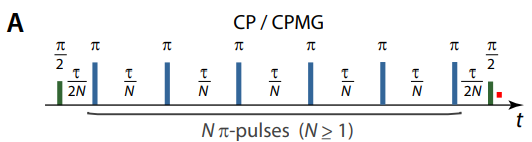 A
CP / CPMG
π/2 π π π π π π π/2
τ/2N τ/N τ/N τ/N τ/N τ/N τ/2N
t
N π-pulses (N ≥ 1)